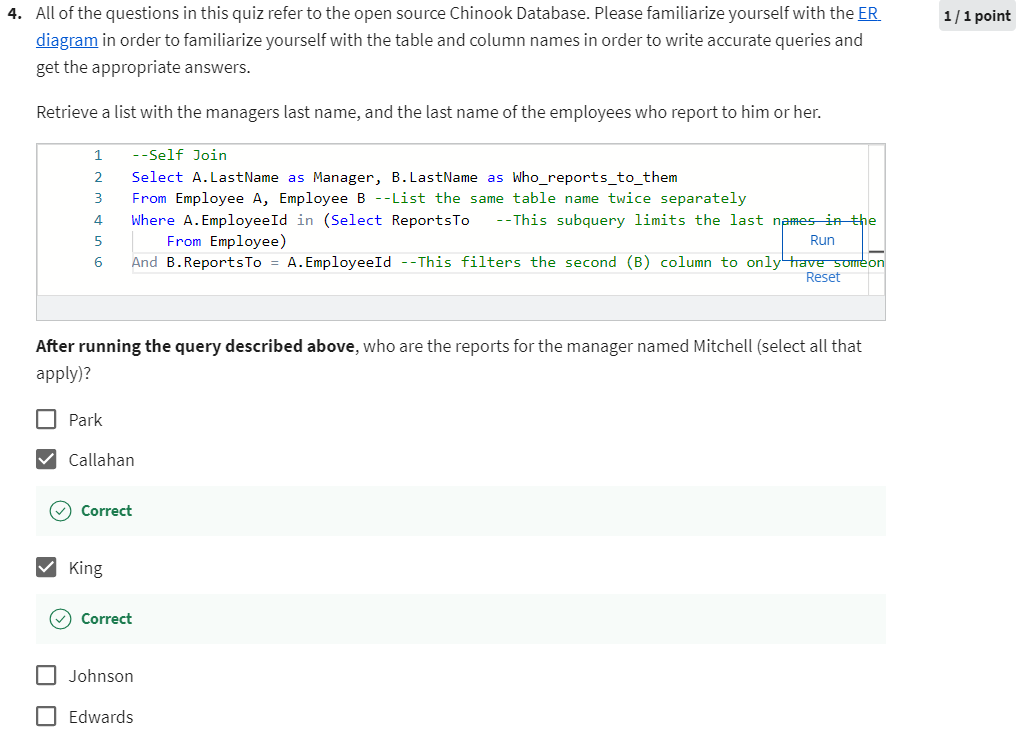 4. All of the questions in this quiz refer to the open source Chinook Database. Please familiarize yourself with the ER
1 / 1 point
diagram in order to familiarize yourself with the table and column names in order to write accurate queries and
get the appropriate answers.
Retrieve a list with the managers last name, and the last name of the employees who report to him or her.
1 --Self Join
2 Select A.LastName as Manager, B.LastName as Who_reports_to_them
3 From Employee A, Employee B --List the same table name twice separately
4 Where A.EmployeeId in (Select ReportsTo --This subquery limits the last names in the
5 From Employee)
Run
6 And B.ReportsTo = A.EmployeeId --This filters the second (B) column to only have someon
Reset
After running the query described above, who are the reports for the manager named Mitchell (select all that
apply)?
Park
Callahan
Correct
King
Correct
Johnson
Edwards